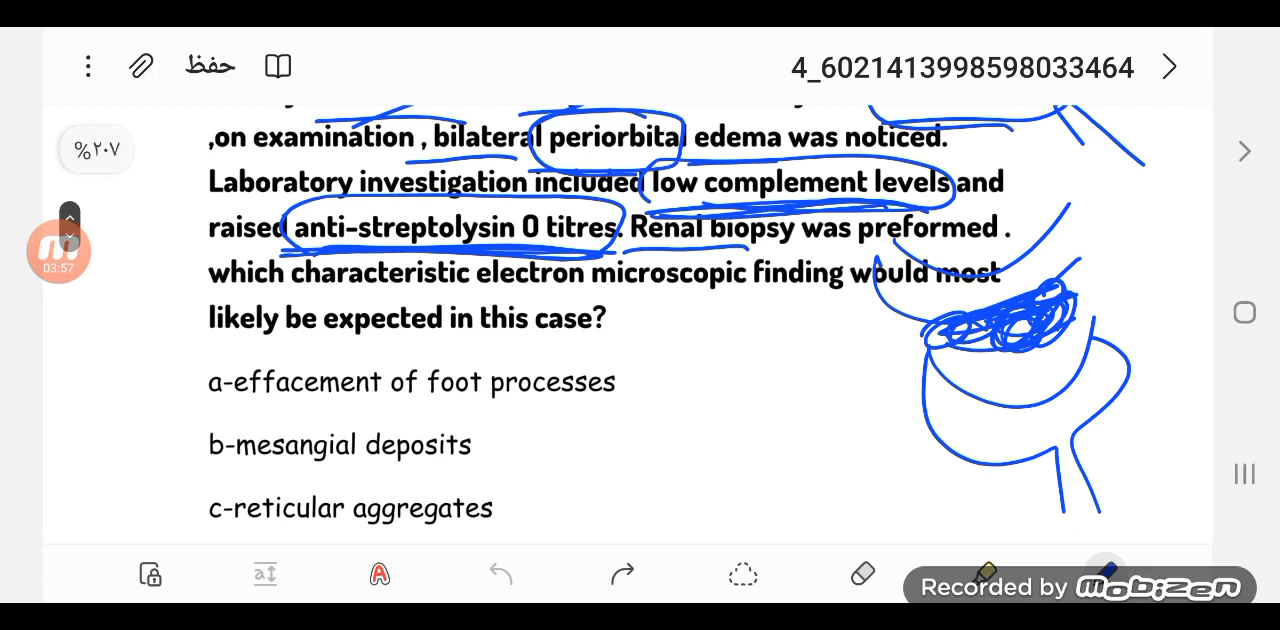 حفظ
4_6021413998598033464
,on examination , bilateral periorbital edema was noticed.
%٢٠٧
Laboratory investigation included low complement levels and
raised anti-streptolysin O titres. Renal biopsy was preformed .
03:57
which characteristic electron microscopic finding would most
likely be expected in this case?
a-effacement of foot processes
b-mesangial deposits
c-reticular aggregates
Recorded by mobizen